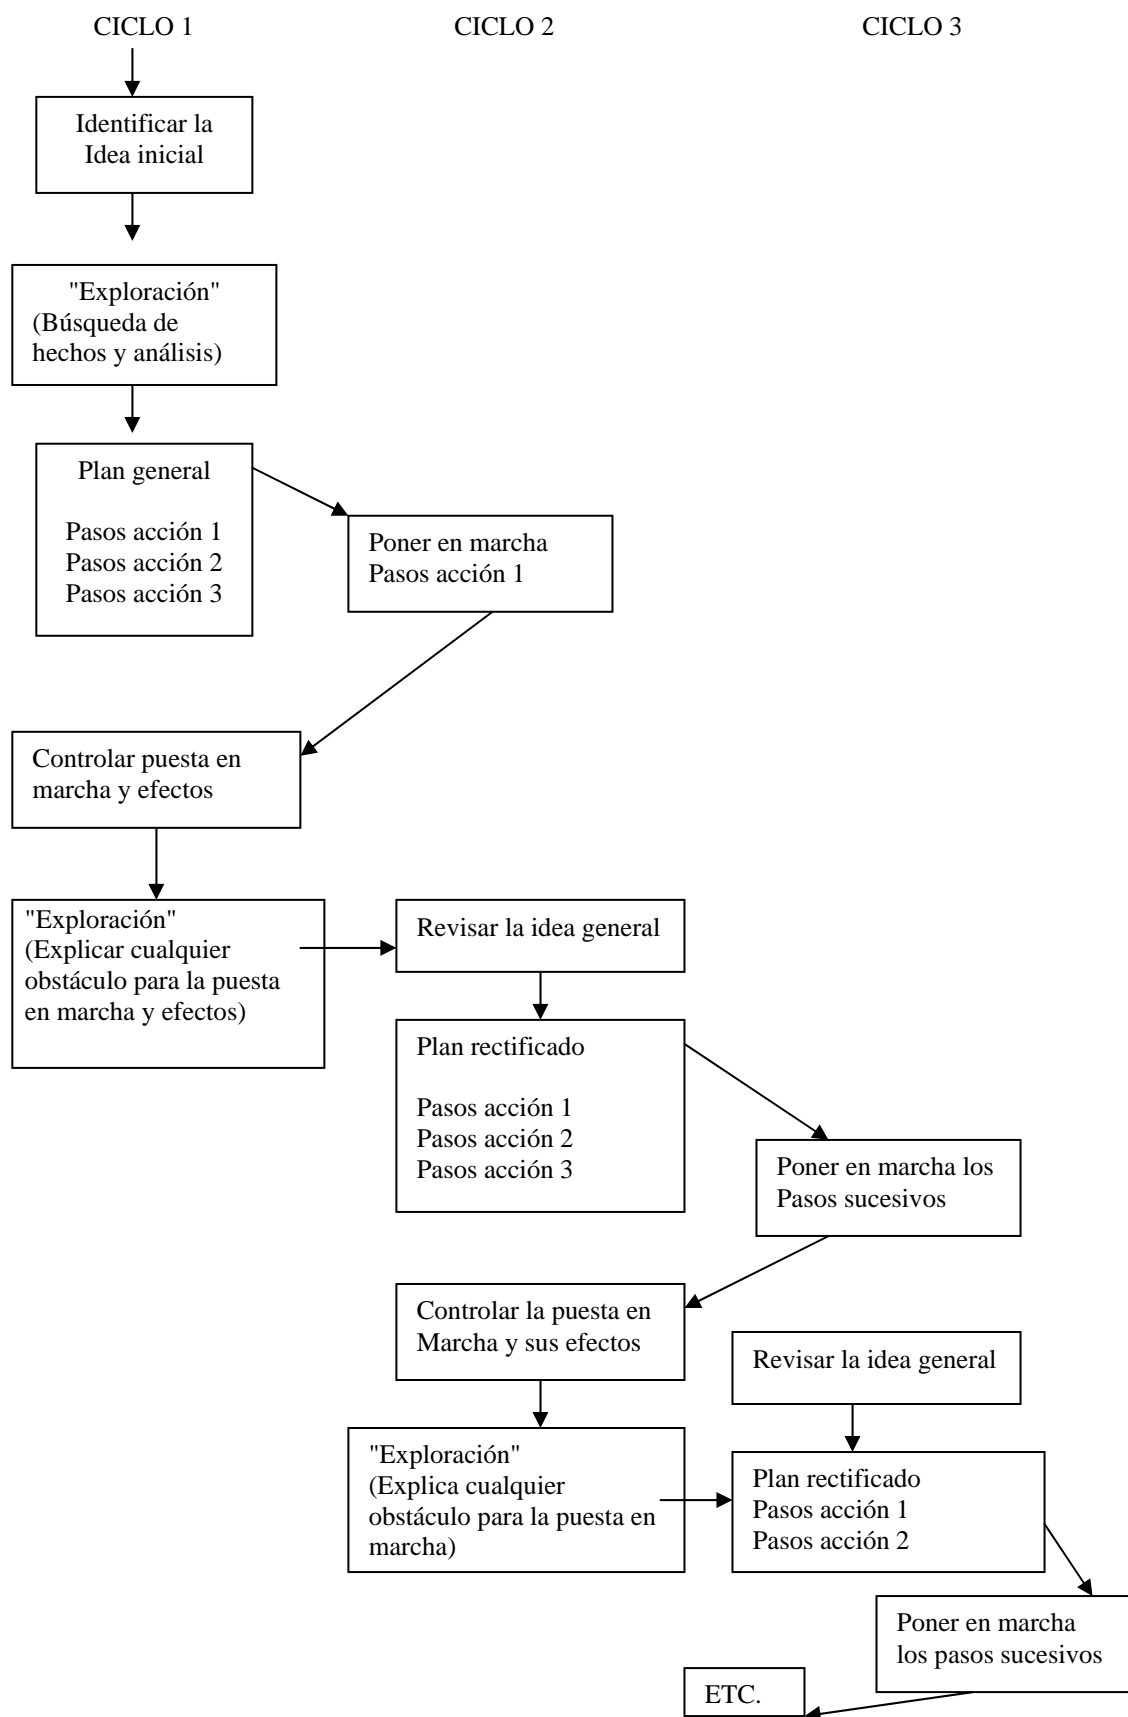 CICLO 1
CICLO 2
CICLO 3
Identificar la
Idea inicial
"Exploración"
(Búsqueda de
hechos y análisis)
Plan general
Pasos acción 1
Pasos acción 2
Pasos acción 3
Poner en marcha
Pasos acción 1
Controlar puesta en
marcha y efectos
"Exploración"
(Explicar cualquier
obstáculo para la puesta
en marcha y efectos)
Revisar la idea general
Plan rectificado
Pasos acción 1
Pasos acción 2
Pasos acción 3
Poner en marcha los
Pasos sucesivos
Controlar la puesta en
Marcha y sus efectos
"Exploración"
(Explica cualquier
obstáculo para la puesta en
marcha)
Revisar la idea general
Plan rectificado
Pasos acción 1
Pasos acción 2
Poner en marcha
los pasos sucesivos
ETC.